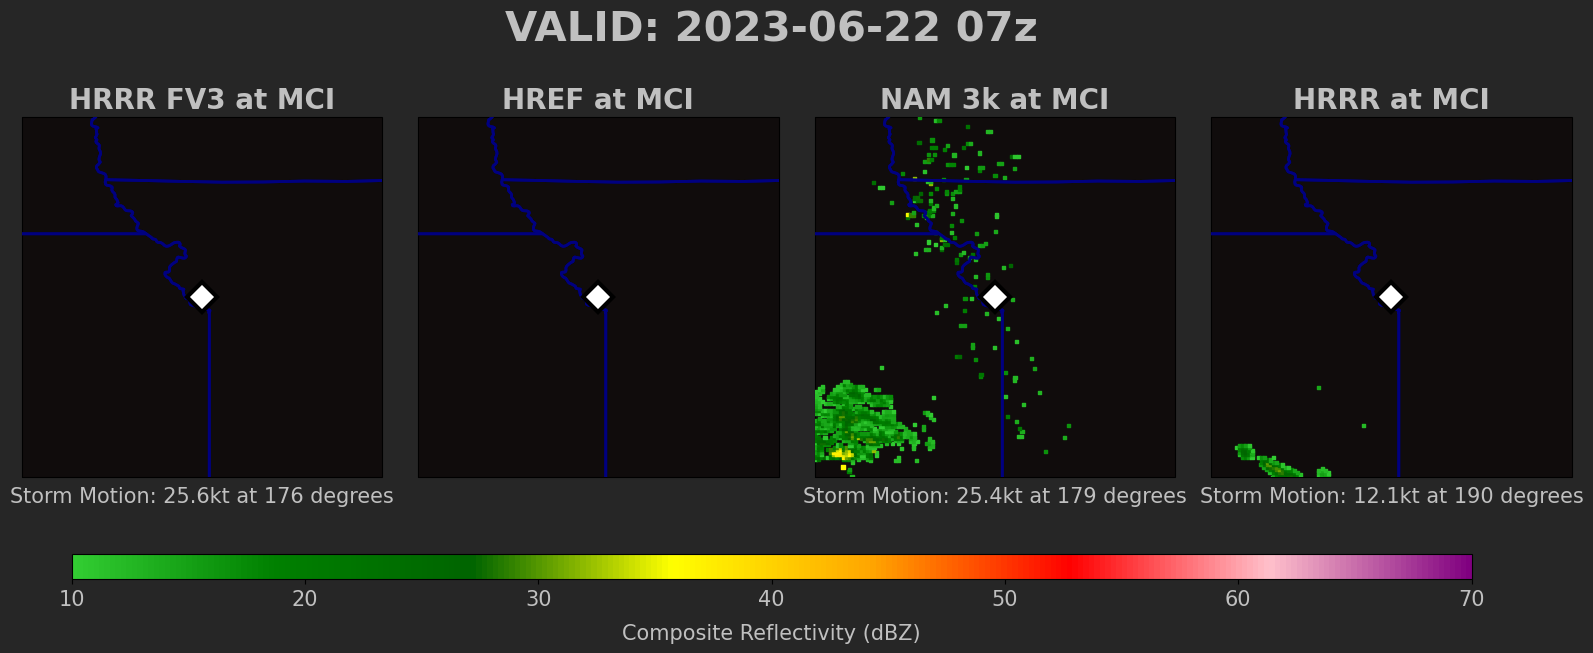 VALID: 2023-06-22 07z
HRRR FV3 at MCI
HREF at MCI
NAM 3k at MCI
HRRR at MCI
Storm Motion: 25.6kt at 176 degrees
Storm Motion: 25.4kt at 179 degrees
Storm Motion: 12.1kt at 190 degrees
10 20 30 40 50 60 70
Composite Reflectivity (dBZ)